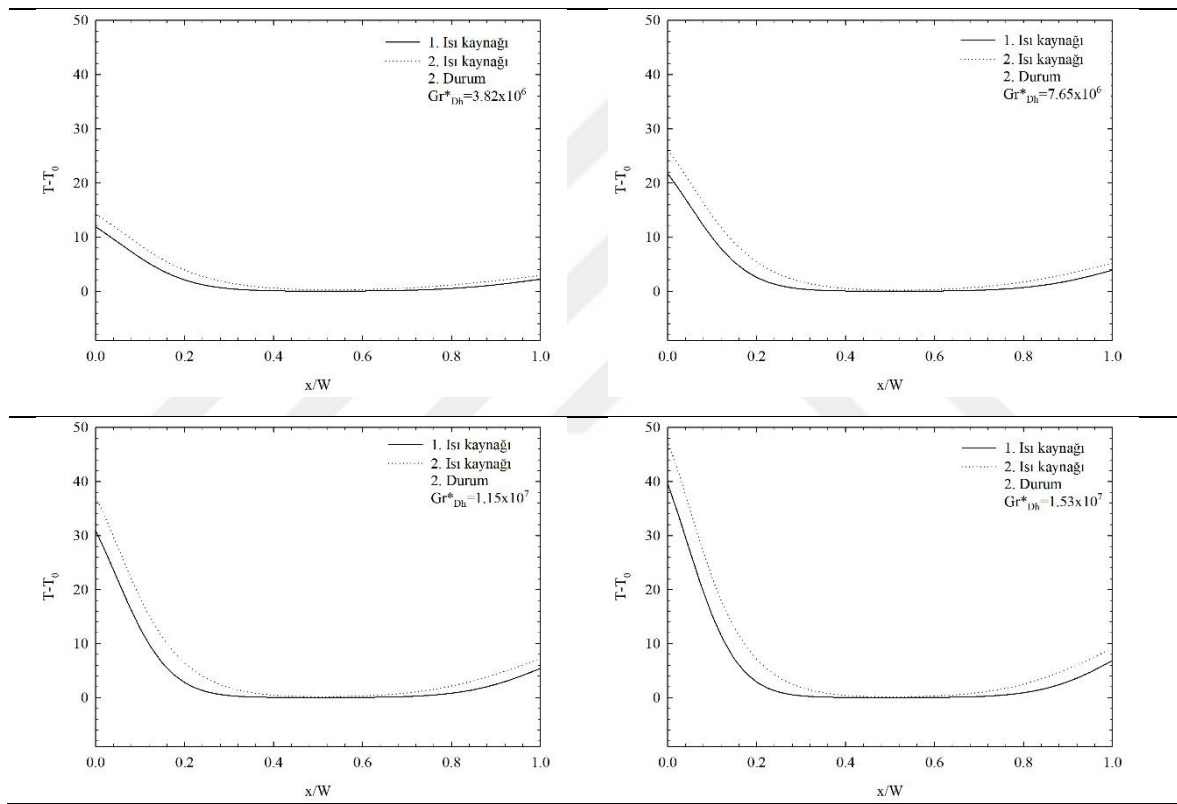 50
40
30
20
10
0
T-T0
0.0 0.2 0.4 0.6 0.8 1.0
x/W
1. Isı kaynağı
2. Isı kaynağı
2. Durum
Gr*Dh=3.82x10^6
50
40
30
20
10
0
T-T0
0.0 0.2 0.4 0.6 0.8 1.0
x/W
1. Isı kaynağı
2. Isı kaynağı
2. Durum
Gr*Dh=7.65x10^6
50
40
30
20
10
0
T-T0
0.0 0.2 0.4 0.6 0.8 1.0
x/W
1. Isı kaynağı
2. Isı kaynağı
2. Durum
Gr*Dh=1.15x10^7
50
40
30
20
10
0
T-T0
0.0 0.2 0.4 0.6 0.8 1.0
x/W
1. Isı kaynağı
2. Isı kaynağı
2. Durum
Gr*Dh=1.53x10^7